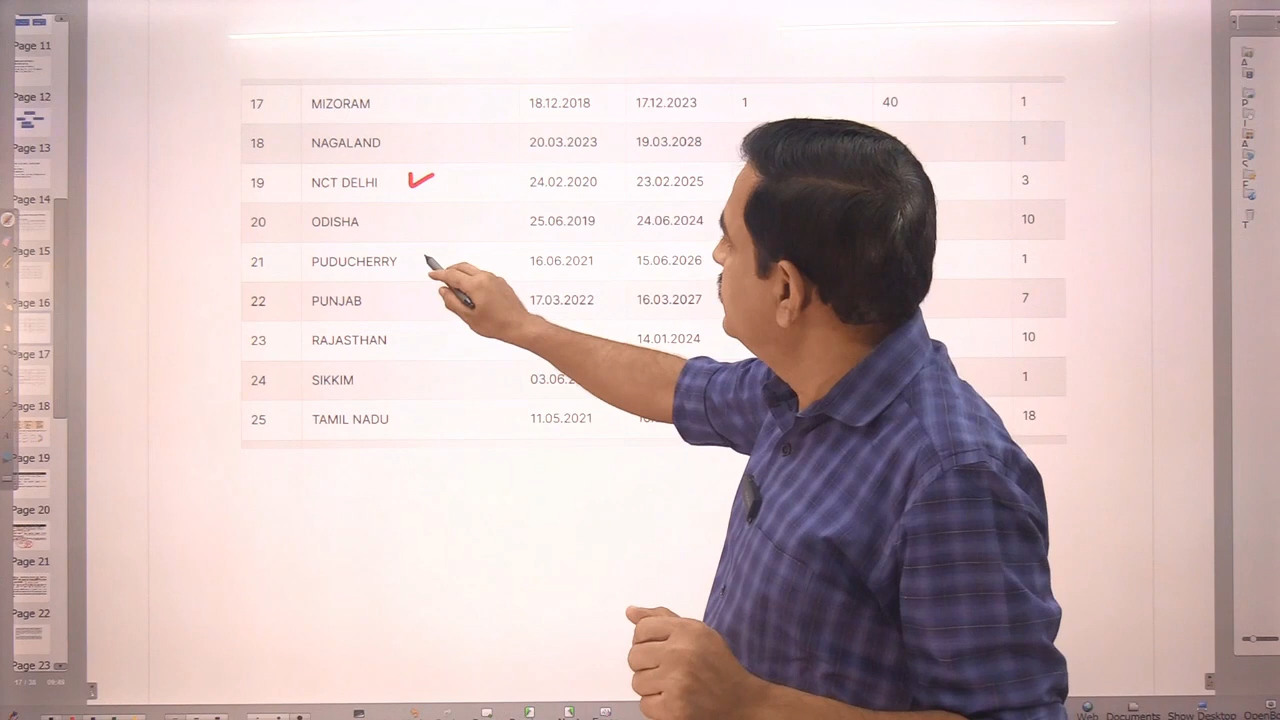 Page 11
Page 12
Page 13
Page 14
Page 15
Page 16
Page 17
Page 18
Page 19
Page 20
Page 21
Page 22
Page 23
17 MIZORAM 18.12.2018 17.12.2023 1 40 1
18 NAGALAND 20.03.2023 19.03.2028 1
19 NCT DELHI 24.02.2020 23.02.2025 3
20 ODISHA 25.06.2019 24.06.2024 10
21 PUDUCHERRY 16.06.2021 15.06.2026 1
22 PUNJAB 17.03.2022 16.03.2027 7
23 RAJASTHAN 14.01.2024 10
24 SIKKIM 03.06.2 1
25 TAMIL NADU 11.05.2021 18
A
P
I
A
S
F
T
Web Documents Show Desktop